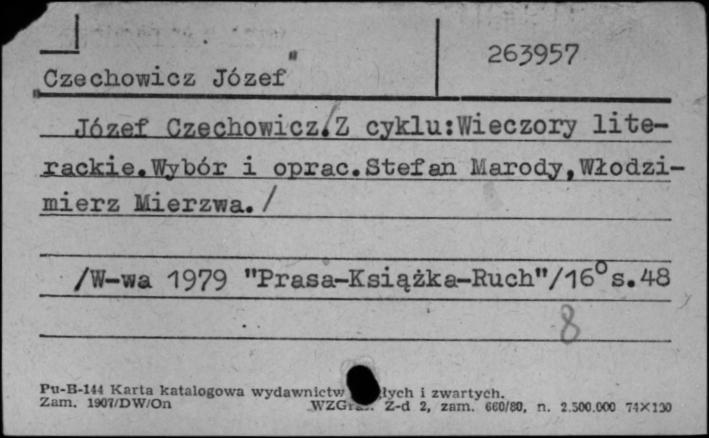 263957
Czechowicz Józef
Józef Czechowicz./Z cyklu:Wieczory lite-
rackie.Wybór i oprac.Stefan Marody,Włodzi-
mierz Mierzwa./
/W-wa 1979 "Prasa-Książka-Ruch"/16° s.48
8
Pu-B-144 Karta katalogowa wydawnictw i zwartych.
Zam. 1907/DW/On Z-d 2, zam. 660/80, n. 2.500.000 74×130